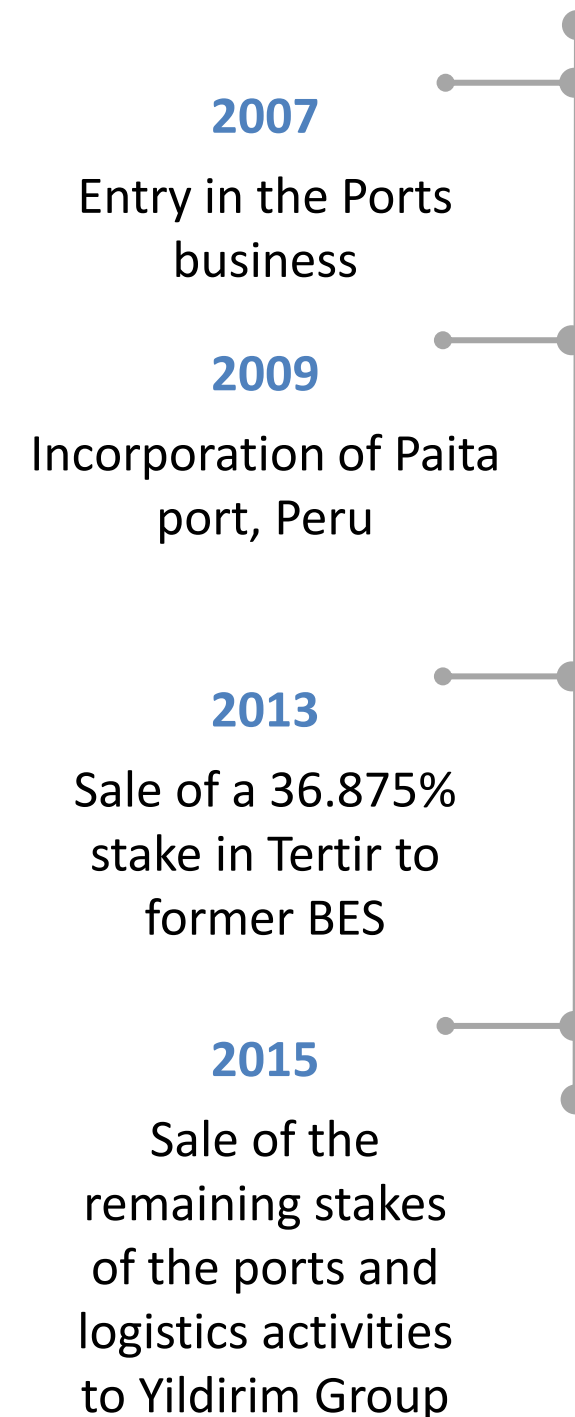 2007
Entry in the Ports
business
2009
Incorporation of Paita
port, Peru
2013
Sale of a 36.875%
stake in Tertir to
former BES
2015
Sale of the
remaining stakes
of the ports and
logistics activities
to Yildirim Group